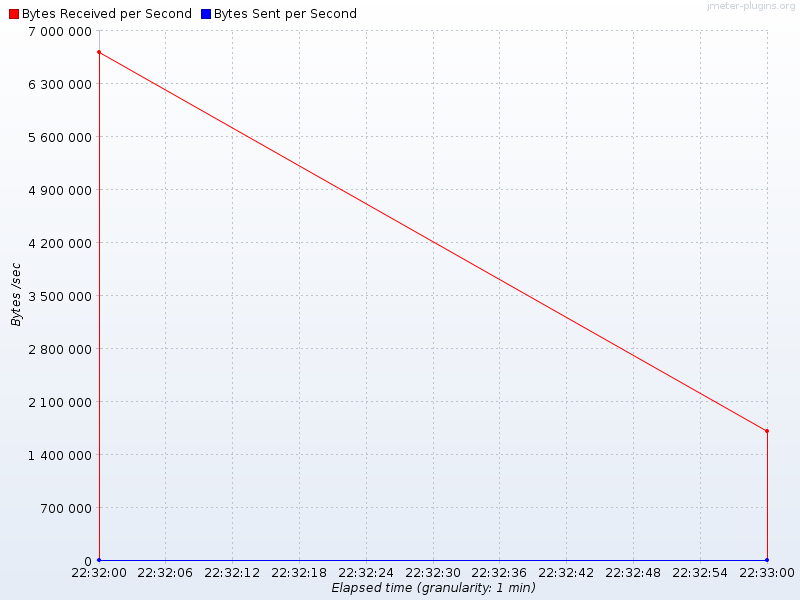 jmeter-plugins.org
Bytes Received per Second Bytes Sent per Second
7 000 000
6 300 000
5 600 000
4 900 000
4 200 000
3 500 000
2 800 000
2 100 000
1 400 000
700 000
0
Bytes /sec
22:32:00 22:32:06 22:32:12 22:32:18 22:32:24 22:32:30 22:32:36 22:32:42 22:32:48 22:32:54 22:33:00
Elapsed time (granularity: 1 min)